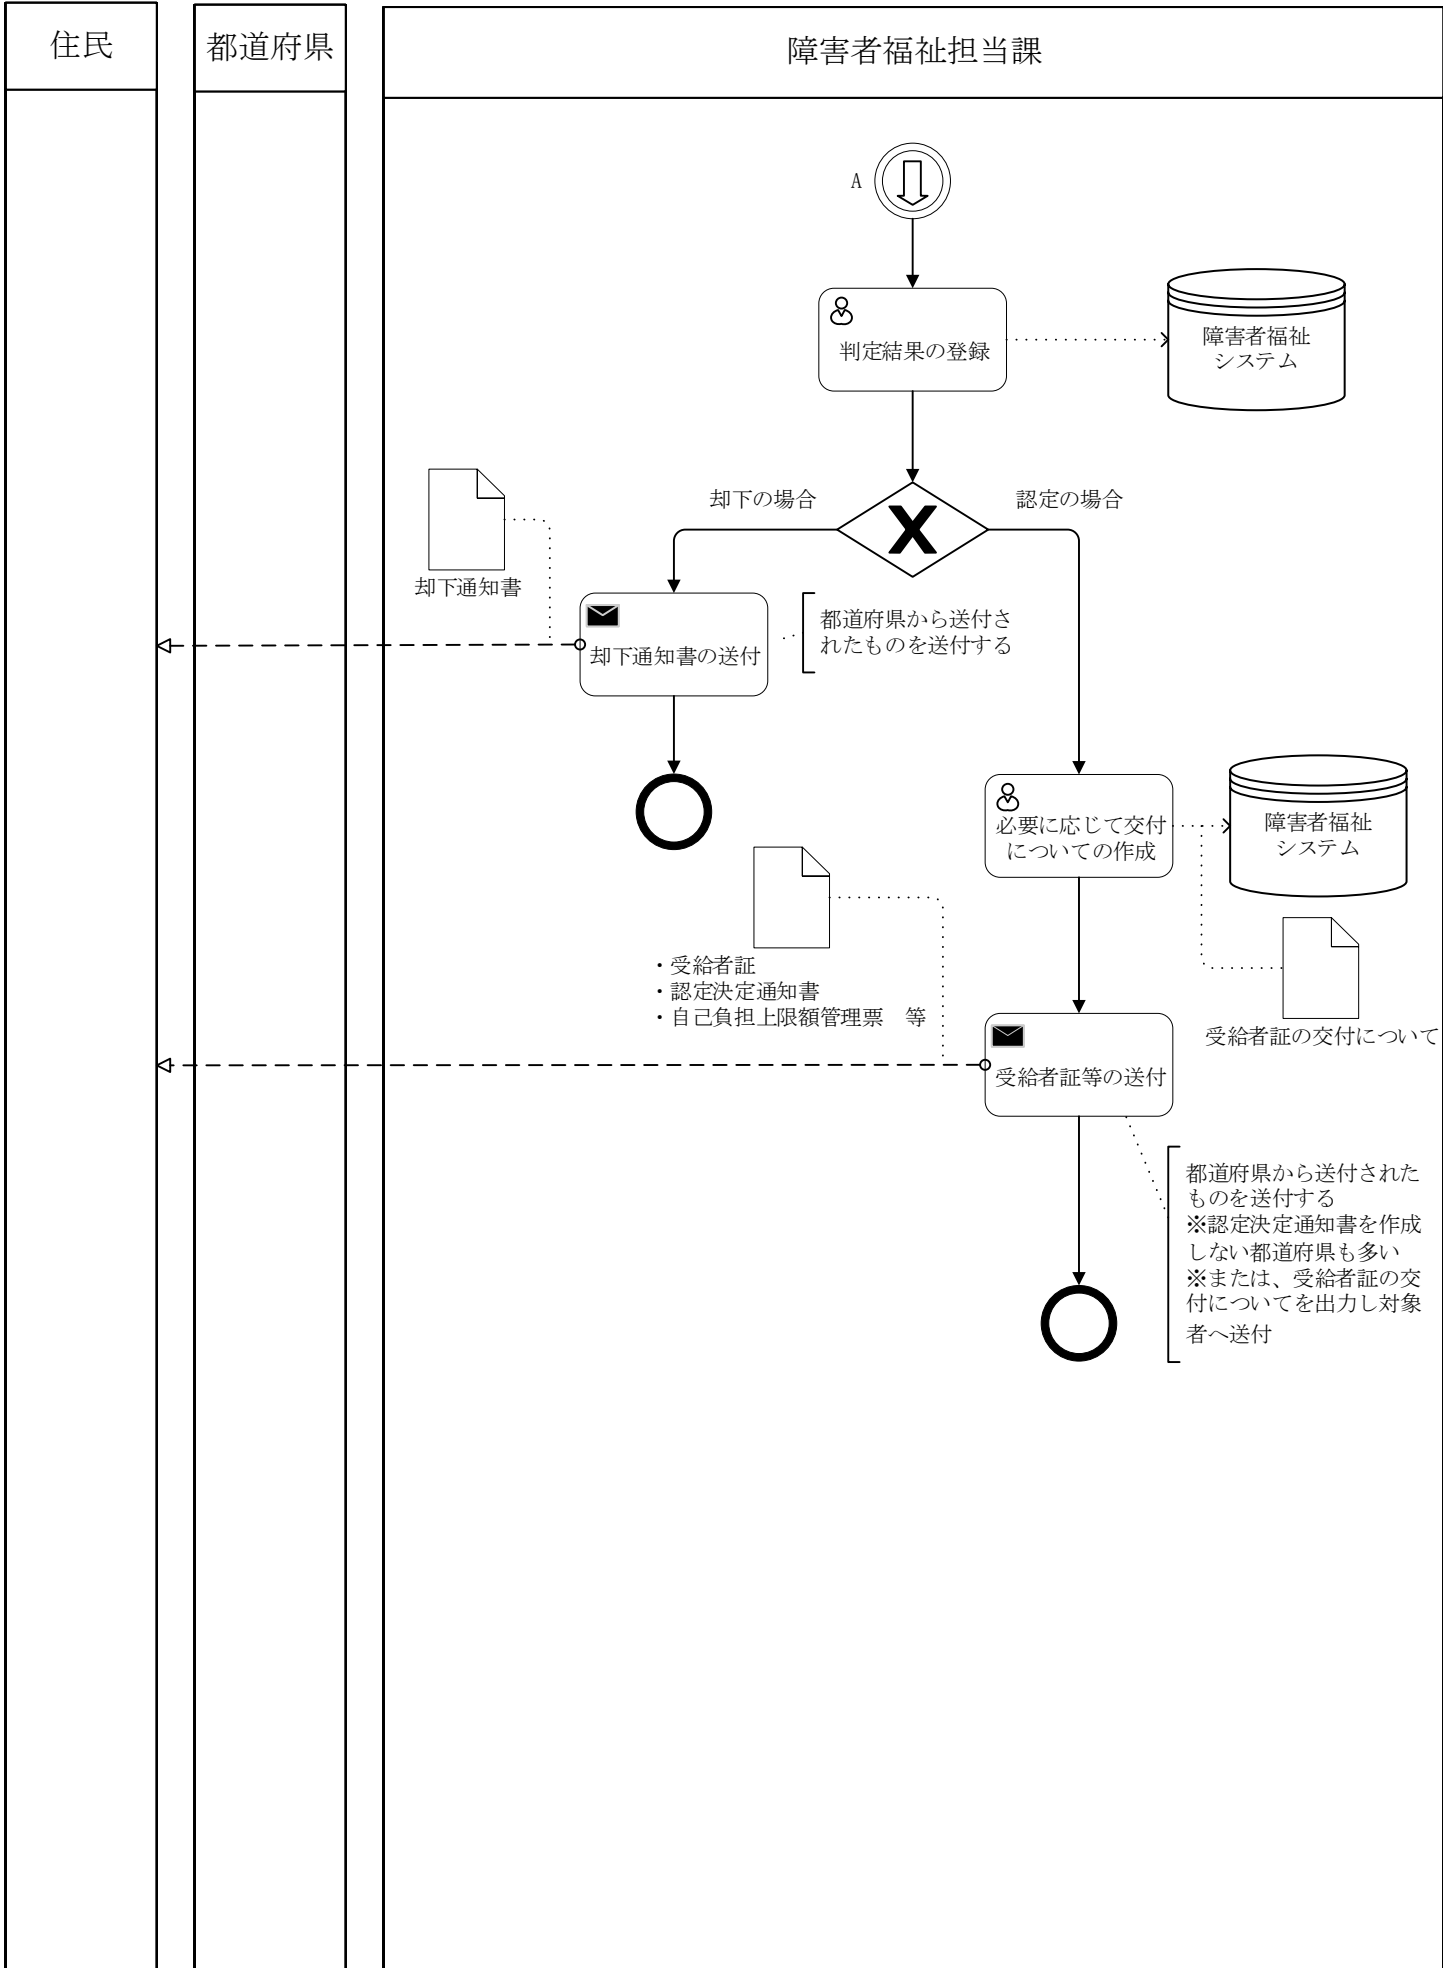 住民
都道府県
障害者福祉担当課
A
判定結果の登録
障害者福祉
システム
却下の場合
認定の場合
却下通知書
却下通知書の送付
都道府県から送付さ
れたものを送付する
必要に応じて交付
についての作成
障害者福祉
システム
・受給者証
・認定決定通知書
・自己負担上限額管理票　等
受給者証の交付について
受給者証等の送付
都道府県から送付された
ものを送付する
※認定決定通知書を作成
しない都道府県も多い
※または、受給者証の交
付についてを出力し対象
者へ送付